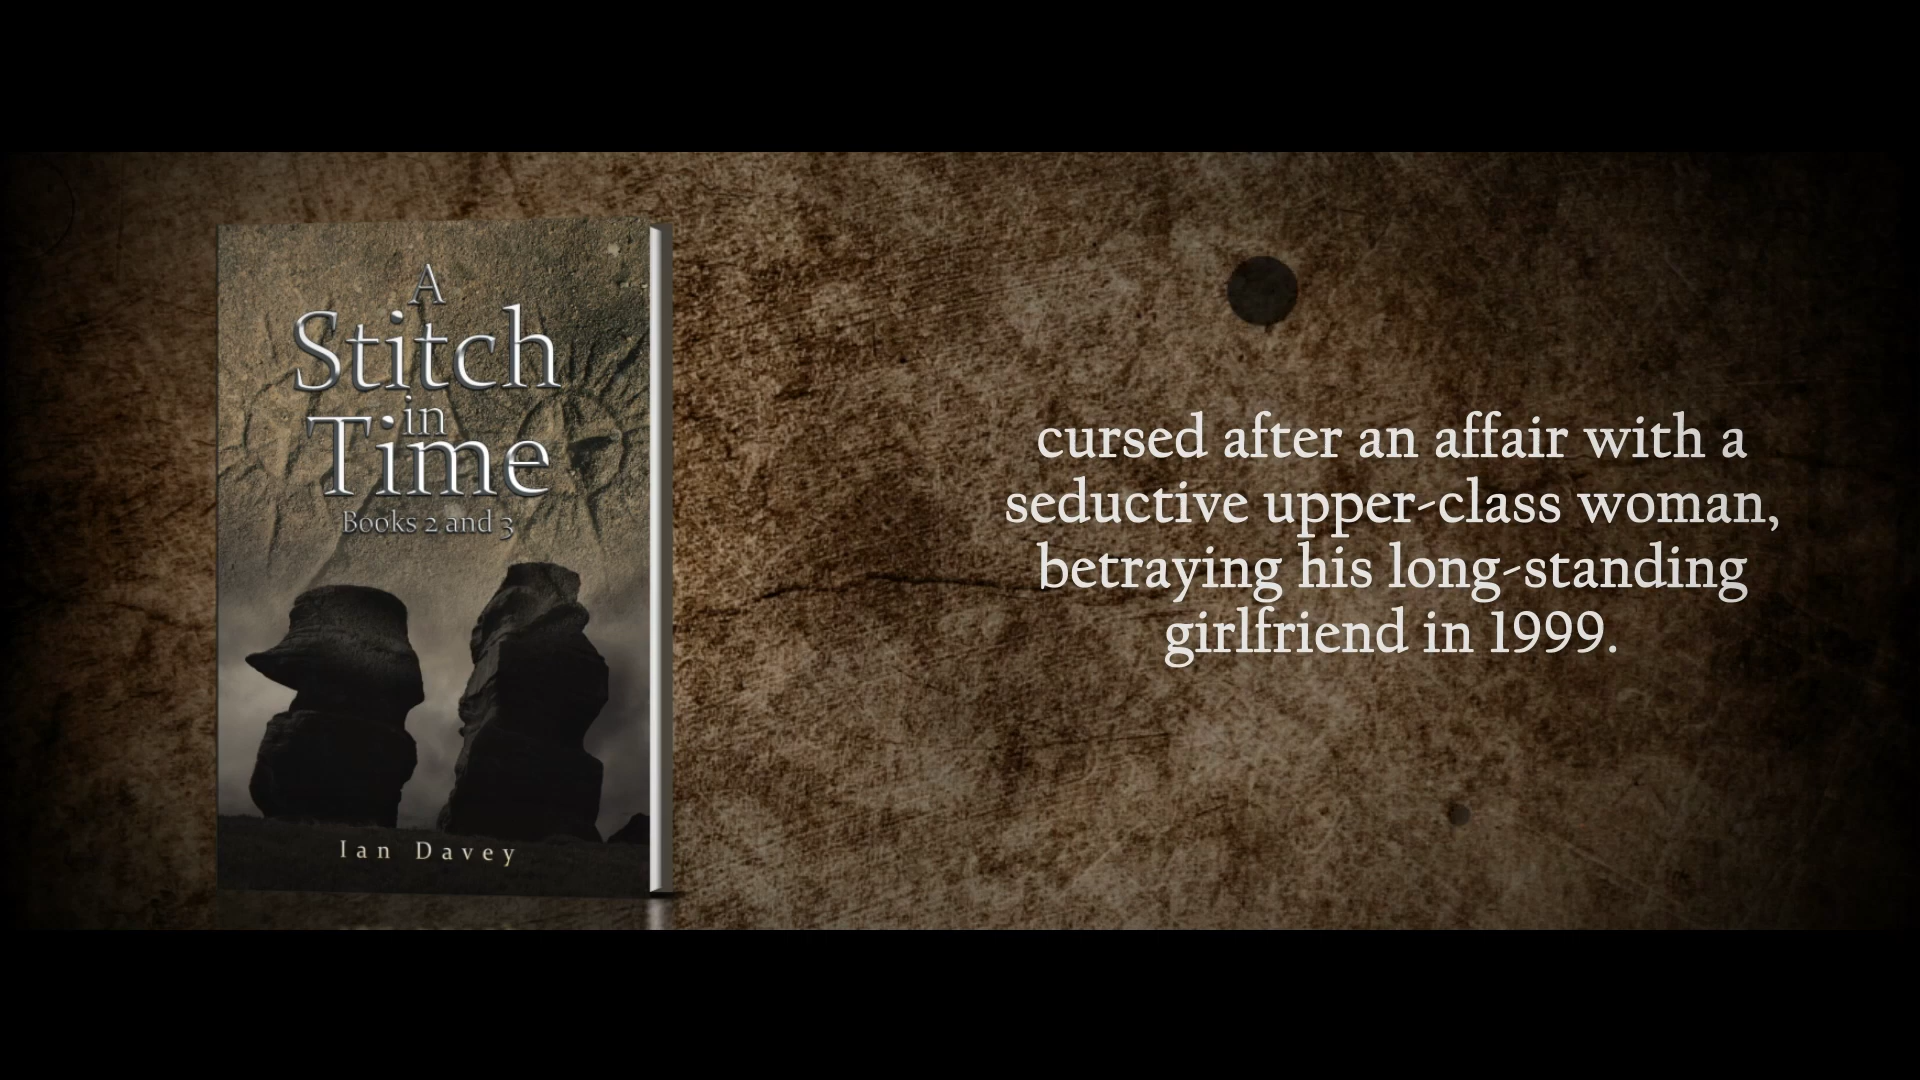 A
Stitch
in
Time
Books 2 and 3
Ian Davey
cursed after an affair with a
seductive upper-class woman,
betraying his long-standing
girlfriend in 1999.